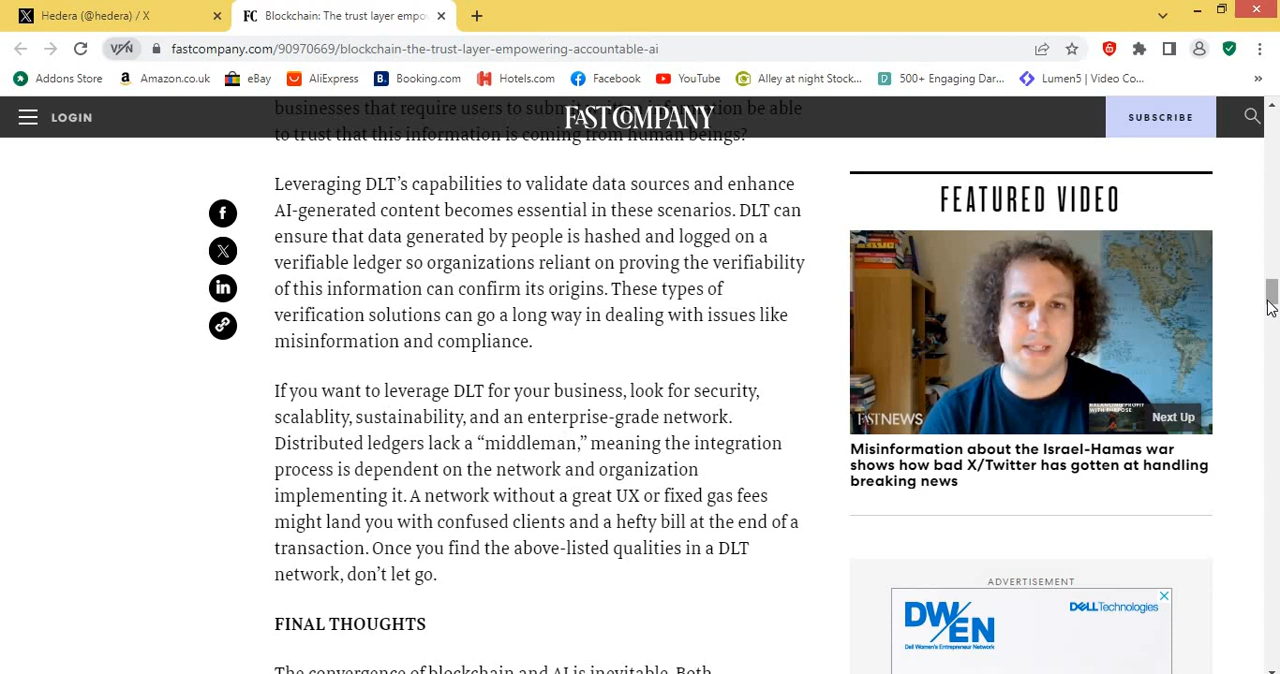 Hedera (@hedera) / X
FC Blockchain: The trust layer empo
VPN
fastcompany.com/90970669/blockchain-the-trust-layer-empowering-accountable-ai
Addons Store
Amazon.co.uk
eBay
AliExpress
B. Booking.com
Hotels.com
Facebook
YouTube
Alley at night Stock...
500+ Engaging Dar...
Lumen5 | Video Co...
»
LOGIN
FAST COMPANY
SUBSCRIBE
businesses that require users to submit written information be able
to trust that this information is coming from human beings?
Leveraging DLT’s capabilities to validate data sources and enhance
AI-generated content becomes essential in these scenarios. DLT can
ensure that data generated by people is hashed and logged on a
verifiable ledger so organizations reliant on proving the verifiability
of this information can confirm its origins. These types of
verification solutions can go a long way in dealing with issues like
misinformation and compliance.
If you want to leverage DLT for your business, look for security,
scalablity, sustainability, and an enterprise-grade network.
Distributed ledgers lack a “middleman,” meaning the integration
process is dependent on the network and organization
implementing it. A network without a great UX or fixed gas fees
might land you with confused clients and a hefty bill at the end of a
transaction. Once you find the above-listed qualities in a DLT
network, don’t let go.
FINAL THOUGHTS
The convergence of blockchain and AI is inevitable. Both
FEATURED VIDEO
FAST NEWS
BALANCING PROFIT
WITH PURPOSE
Next Up
Misinformation about the Israel-Hamas war
shows how bad X/Twitter has gotten at handling
breaking news
ADVERTISEMENT
DWEN
Dell Women's Entrepreneur Network
DELLTechnologies